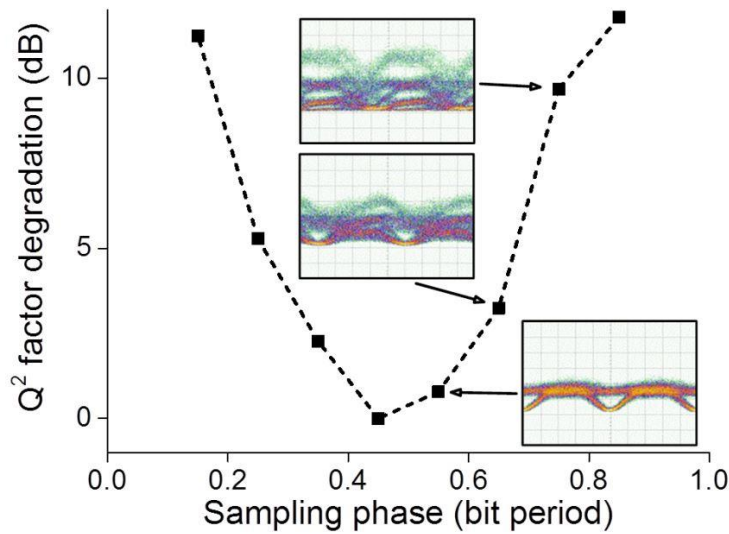 Q² factor degradation (dB)
10
5
0
0.0 0.2 0.4 0.6 0.8 1.0
Sampling phase (bit period)